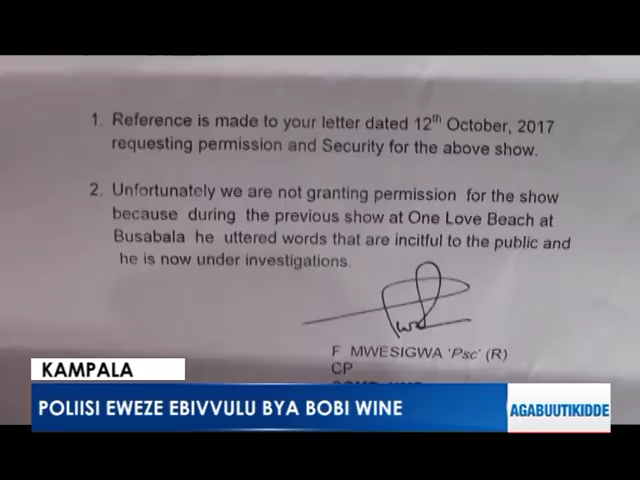 1. Reference is made to your letter dated 12th October, 2017
requesting permission and Security for the above show.
2. Unfortunately we are not granting permission for the show
because during the previous show at One Love Beach at
Busabala he uttered words that are incitful to the public and
he is now under investigations.
F MWESIGWA 'Psc' (R)
CP
KAMPALA
POLIISI EWEZE EBIVVULU BYA BOBI WINE
AGABUUTIKIDDE